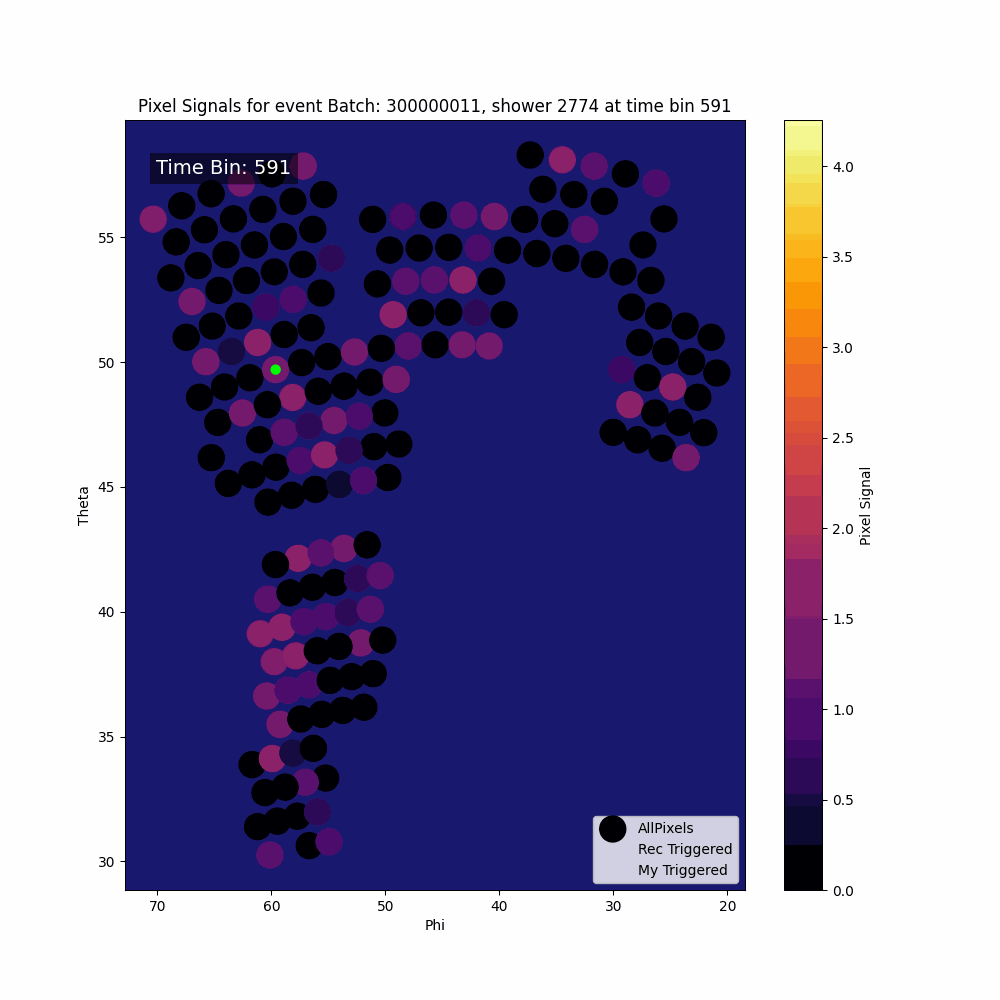 Pixel Signals for event Batch: 300000011, shower 2774 at time bin 591
Time Bin: 591
Theta
55
50
45
40
35
30
70
60
50
40
30
20
Phi
AllPixels
Rec Triggered
My Triggered
4.0
3.5
3.0
2.5
2.0
1.5
1.0
0.5
0.0
Pixel Signal